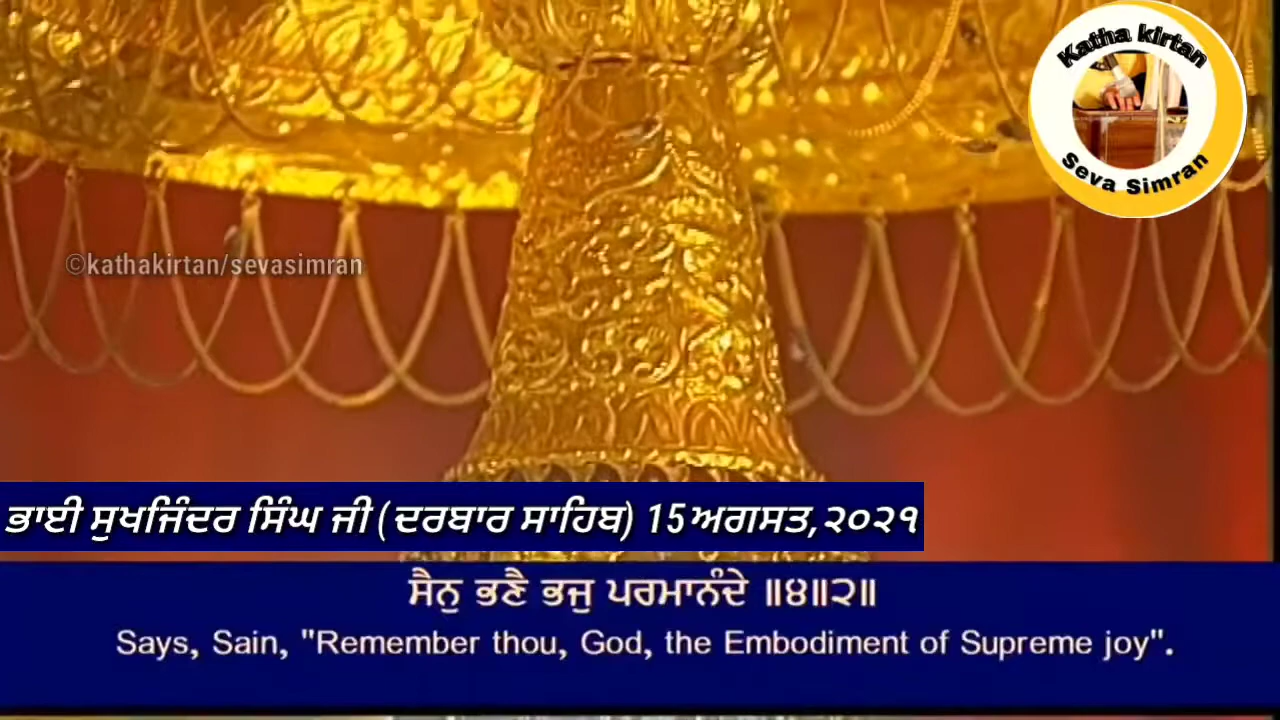 Katha kirtan
Seva Simran
©kathakirtan/sevasimran
ਭਾਈ ਸੁਖਜਿੰਦਰ ਸਿੰਘ ਜੀ (ਦਰਬਾਰ ਸਾਹਿਬ) 15ਅਗਸਤ,੨੦੨੧
ਸੈਨੁ ਭਣੈ ਭਜੁ ਪਰਮਾਨੰਦੇ ॥੪॥੨॥
Says, Sain, "Remember thou, God, the Embodiment of Supreme joy".